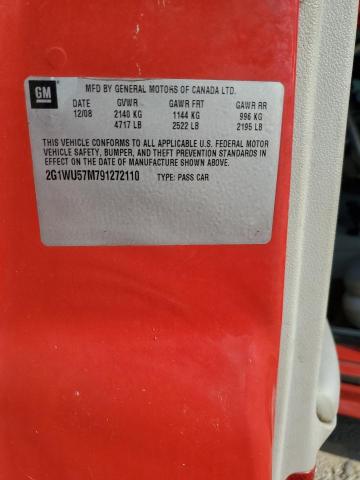 GM
MFD BY GENERAL MOTORS OF CANADA LTD.
DATE GVWR GAWR FRT GAWR RR
12/08 2140 KG 1144 KG 996 KG
4717 LB 2522 LB 2195 LB
THIS VEHICLE CONFORMS TO ALL APPLICABLE U.S. FEDERAL MOTOR
VEHICLE SAFETY, BUMPER, AND THEFT PREVENTION STANDARDS IN
EFFECT ON THE DATE OF MANUFACTURE SHOWN ABOVE.
2G1WU57M791272110 TYPE: PASS CAR